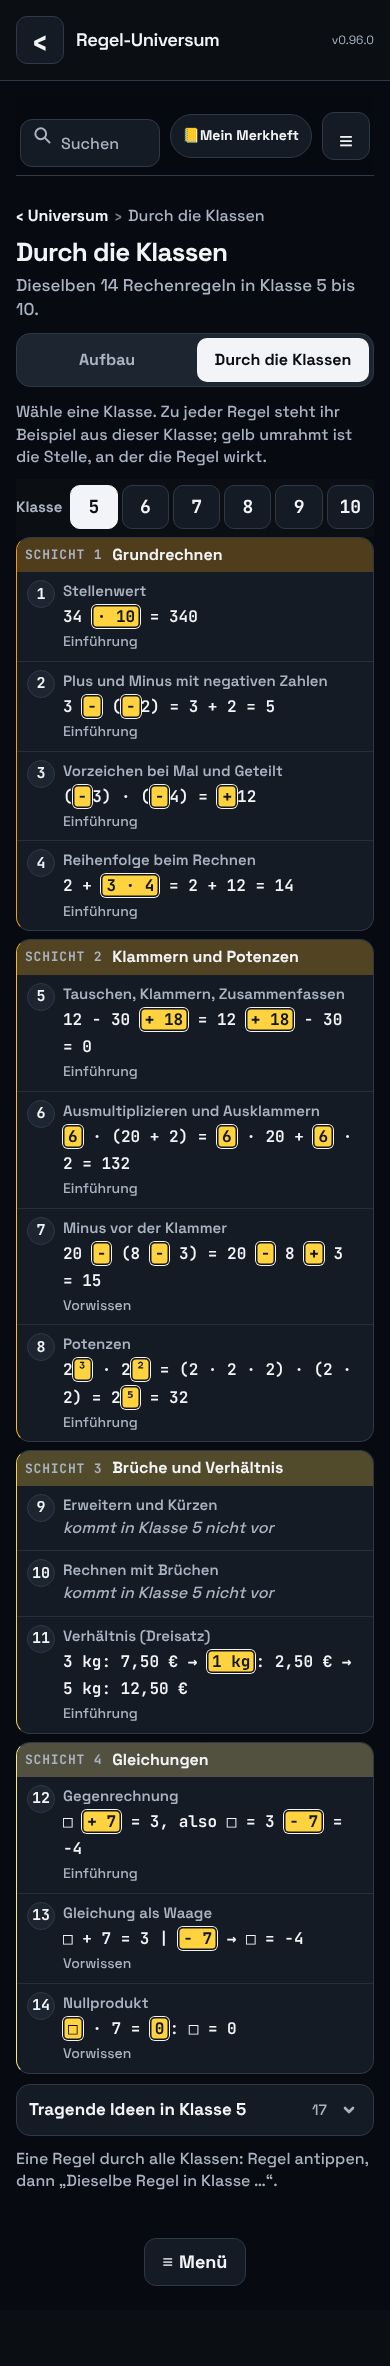 < Regel-Universum v0.96.0
Suchen 📒Mein Merkheft ≡
‹ Universum > Durch die Klassen
Durch die Klassen
Dieselben 14 Rechenregeln in Klasse 5 bis
10.
Aufbau Durch die Klassen
Wähle eine Klasse. Zu jeder Regel steht ihr
Beispiel aus dieser Klasse; gelb umrahmt ist
die Stelle, an der die Regel wirkt.
Klasse 5 6 7 8 9 10
SCHICHT 1 Grundrechnen
1 Stellenwert
34 · 10 = 340
Einführung
2 Plus und Minus mit negativen Zahlen
3 - (-2) = 3 + 2 = 5
Einführung
3 Vorzeichen bei Mal und Geteilt
(-3) · (-4) = +12
Einführung
4 Reihenfolge beim Rechnen
2 + 3 · 4 = 2 + 12 = 14
Einführung
SCHICHT 2 Klammern und Potenzen
5 Tauschen, Klammern, Zusammenfassen
12 - 30 + 18 = 12 + 18 - 30
= 0
Einführung
6 Ausmultiplizieren und Ausklammern
6 · (20 + 2) = 6 · 20 + 6 ·
2 = 132
Einführung
7 Minus vor der Klammer
20 - (8 - 3) = 20 - 8 + 3
= 15
Vorwissen
8 Potenzen
2³ · 2² = (2 · 2 · 2) · (2 ·
2) = 2⁵ = 32
Einführung
SCHICHT 3 Brüche und Verhältnis
9 Erweitern und Kürzen
kommt in Klasse 5 nicht vor
10 Rechnen mit Brüchen
kommt in Klasse 5 nicht vor
11 Verhältnis (Dreisatz)
3 kg: 7,50 € → 1 kg: 2,50 € →
5 kg: 12,50 €
Einführung
SCHICHT 4 Gleichungen
12 Gegenrechnung
□ + 7 = 3, also □ = 3 - 7 =
-4
Einführung
13 Gleichung als Waage
□ + 7 = 3 | - 7 → □ = -4
Vorwissen
14 Nullprodukt
□ · 7 = 0: □ = 0
Vorwissen
Tragende Ideen in Klasse 5 17
Eine Regel durch alle Klassen: Regel antippen,
dann „Dieselbe Regel in Klasse …“.
≡ Menü